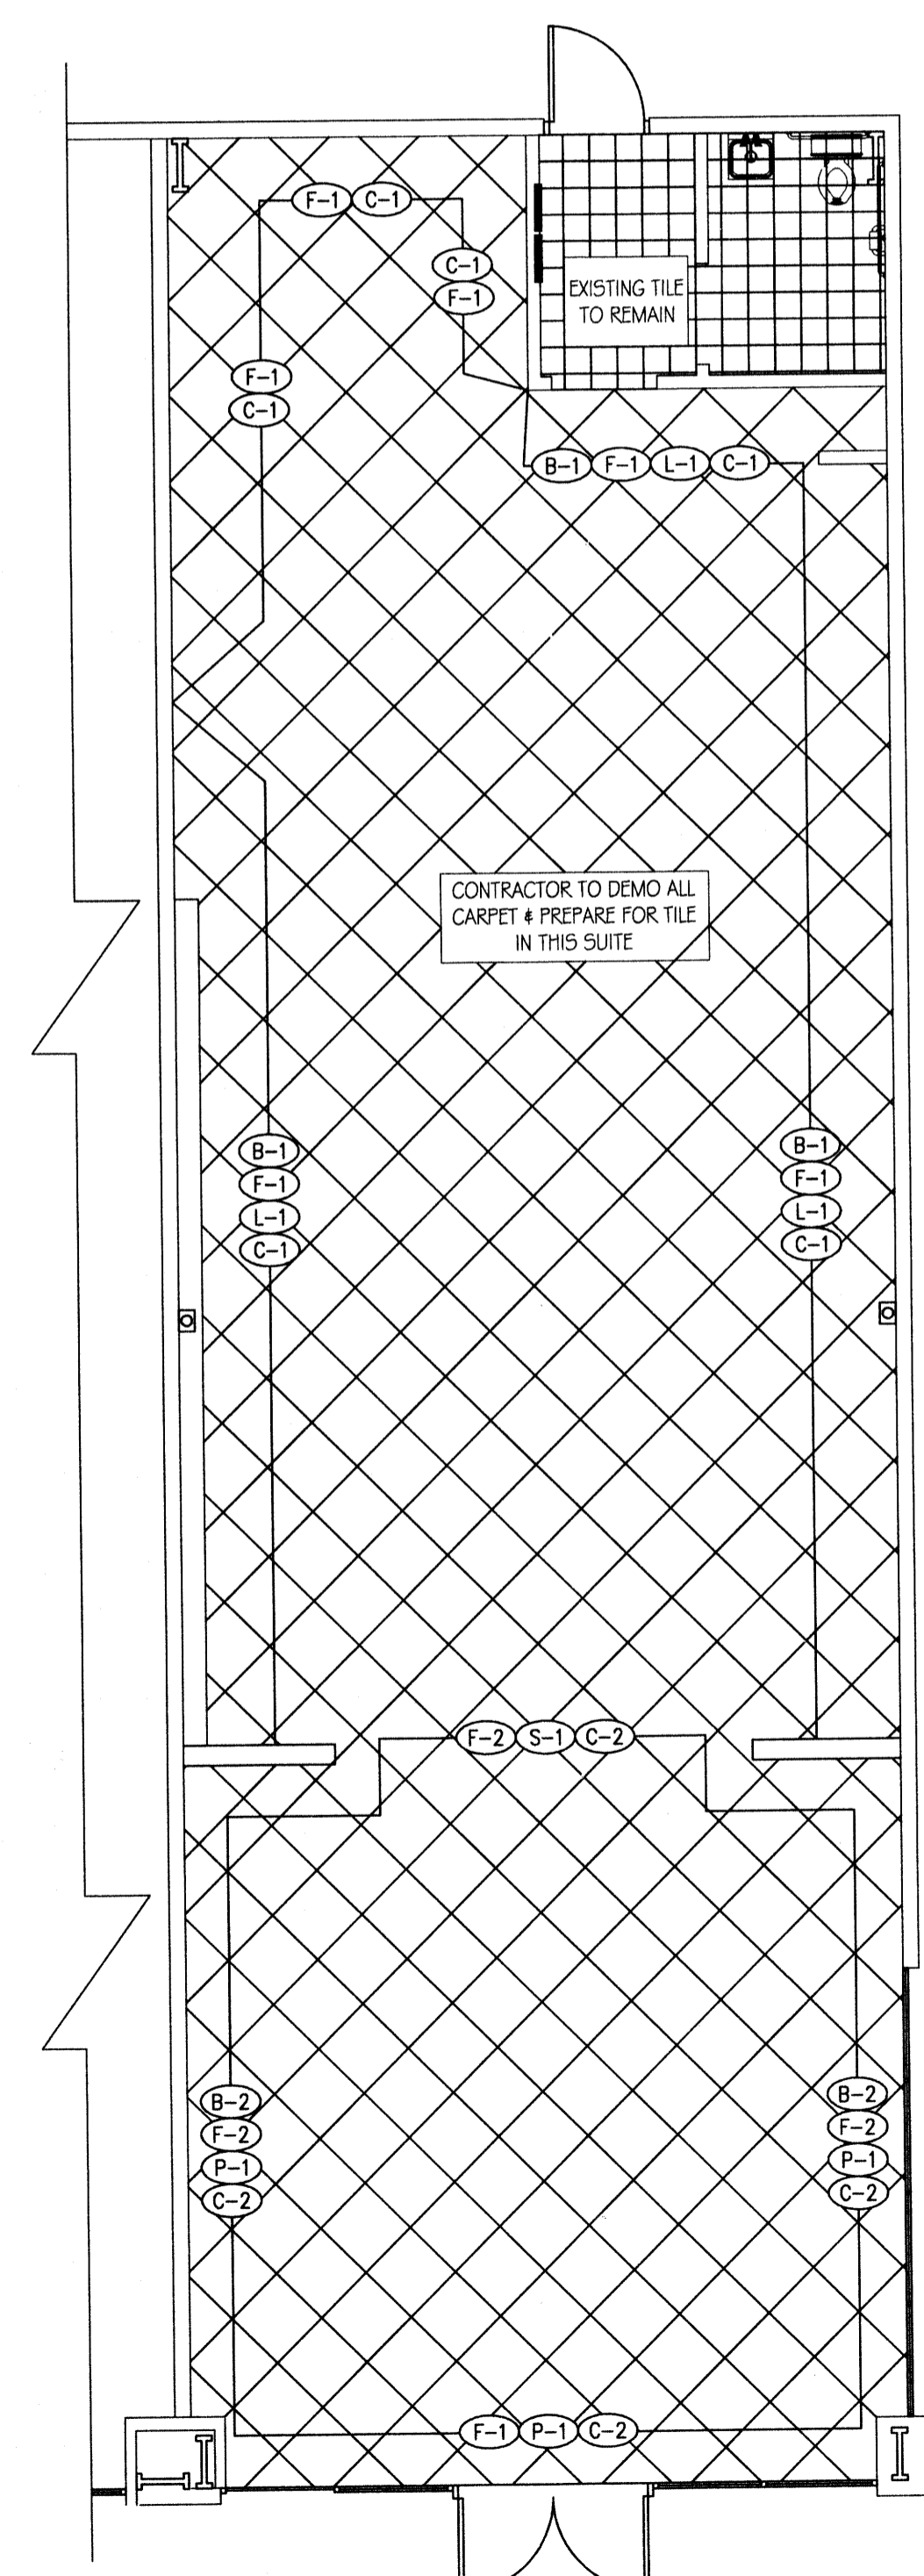 F-1 C-1
C-1
F-1
EXISTING TILE
TO REMAIN
F-1
C-1
B-1 F-1 L-1 C-1
CONTRACTOR TO DEMO ALL
CARPET & PREPARE FOR TILE
IN THIS SUITE
B-1
F-1
L-1
C-1
B-1
F-1
L-1
C-1
F-2 S-1 C-2
B-2
F-2
P-1
C-2
B-2
F-2
P-1
C-2
F-1 P-1 C-2